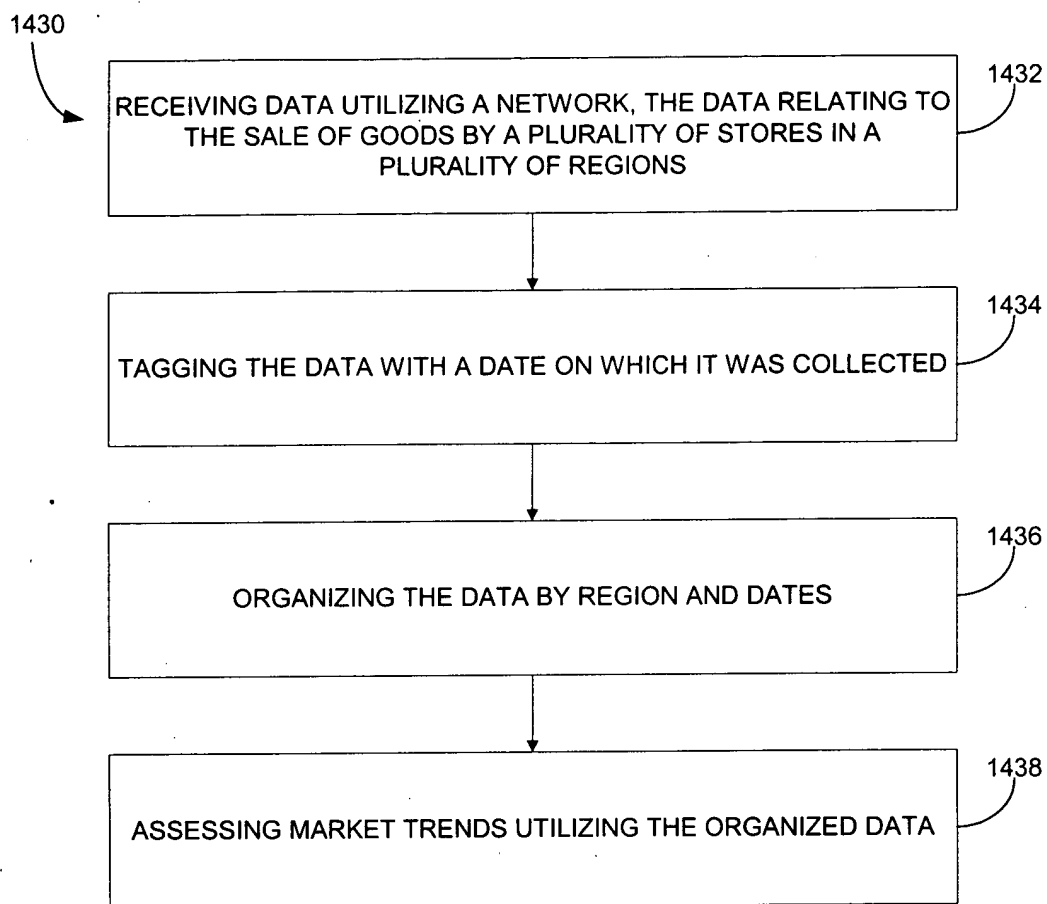 1430
1432
RECEIVING DATA UTILIZING A NETWORK, THE DATA RELATING TO
THE SALE OF GOODS BY A PLURALITY OF STORES IN A
PLURALITY OF REGIONS
1434
TAGGING THE DATA WITH A DATE ON WHICH IT WAS COLLECTED
1436
ORGANIZING THE DATA BY REGION AND DATES
1438
ASSESSING MARKET TRENDS UTILIZING THE ORGANIZED DATA